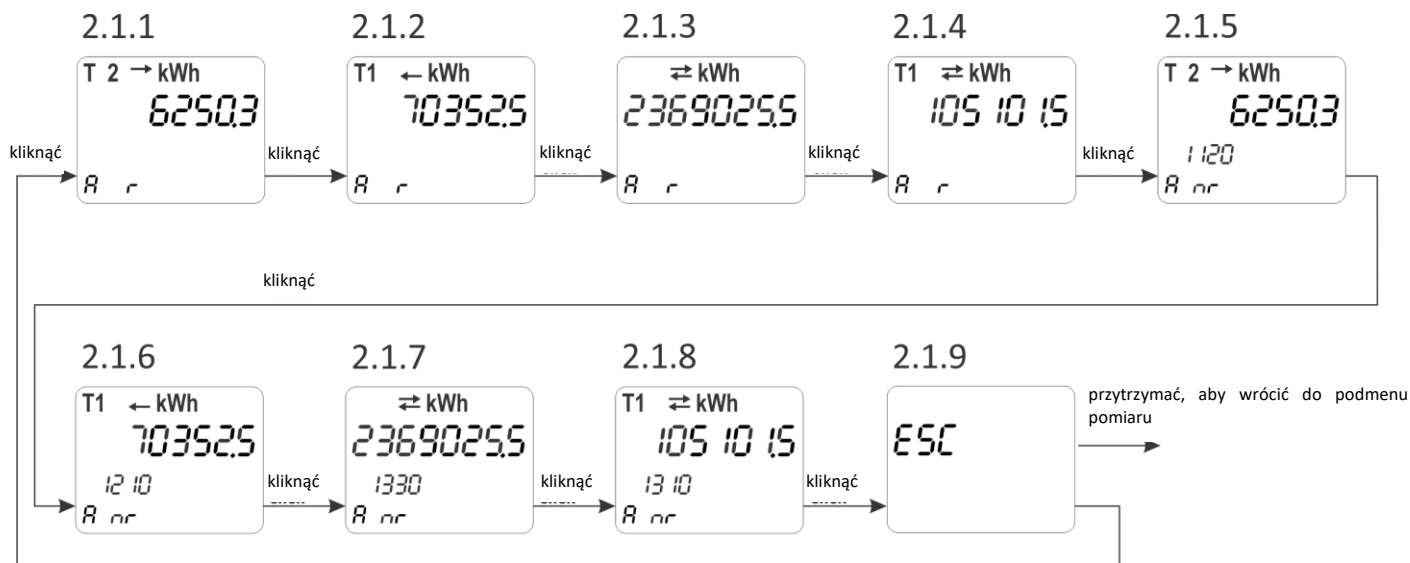 2.1.1 2.1.2 2.1.3 2.1.4 2.1.5
T 2 → kWh T1 ← kWh ⇄ kWh T1 ⇄ kWh T 2 → kWh
6250.3 70352.5 2369025.5 105101.5 6250.3
kliknąć kliknąć kliknąć kliknąć kliknąć 1120
A r A r A r A r A nr
kliknąć
2.1.6 2.1.7 2.1.8 2.1.9
T1 ← kWh ⇄ kWh T1 ⇄ kWh
przytrzymać, aby wrócić do podmenu
pomiaru
70352.5 2369025.5 105101.5 ESC
1210 kliknąć 1330 kliknąć 1310 kliknąć
A nr A nr A nr